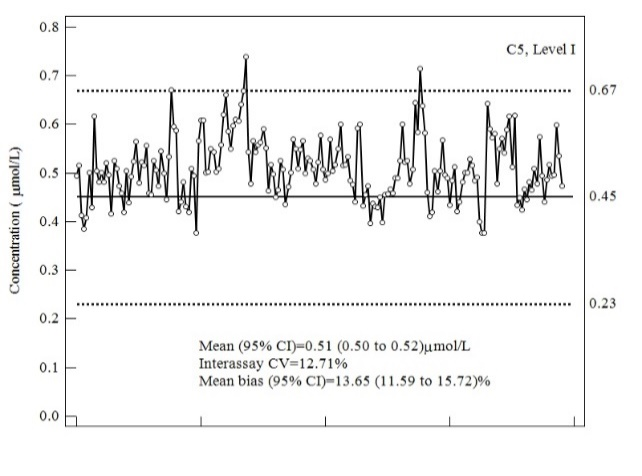 0.8
C5, Level I
0.7
0.67
0.6
0.5
0.45
0.4
0.3
0.23
0.2
0.1
0.0
Concentration ( μmol/L)
Mean (95% CI)=0.51 (0.50 to 0.52)μmol/L
Interassay CV=12.71%
Mean bias (95% CI)=13.65 (11.59 to 15.72)%